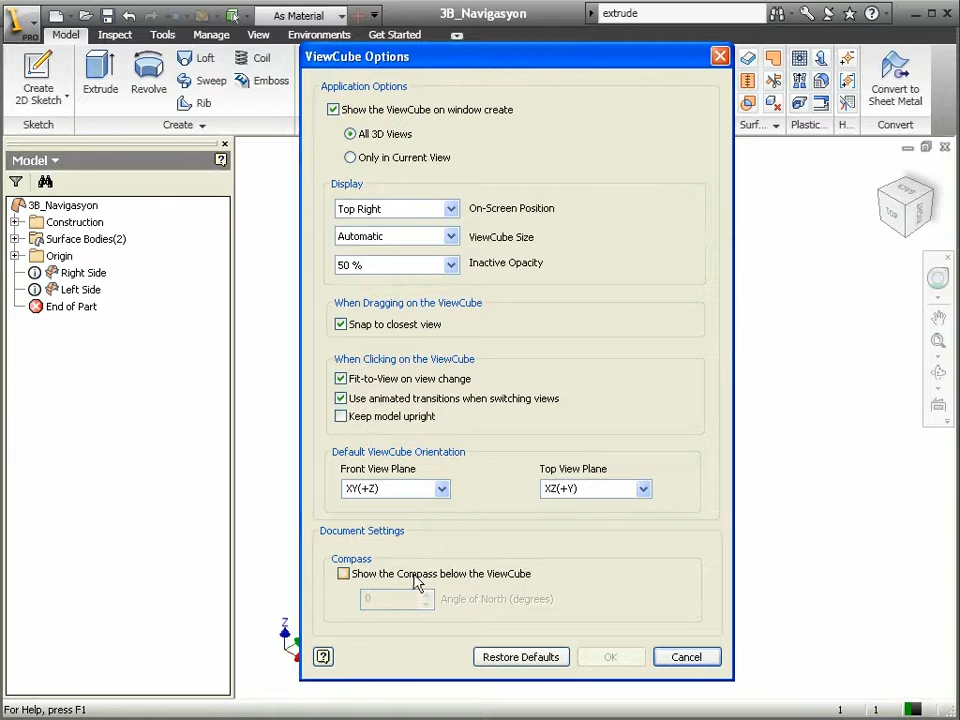 As Material
3B_Navigasyon
extrude
PRO
Model
Inspect
Tools
Manage
View
Environments
Get Started
Create
2D Sketch
Extrude
Revolve
Loft
Sweep
Rib
Coil
Emboss
Convert to
Sheet Metal
Sketch
Create
Surf...
Plastic...
H...
Convert
Model
3B_Navigasyon
Construction
Surface Bodies(2)
Origin
Right Side
Left Side
End of Part
ViewCube Options
Application Options
Show the ViewCube on window create
All 3D Views
Only in Current View
Display
Top Right
On-Screen Position
Automatic
ViewCube Size
50 %
Inactive Opacity
When Dragging on the ViewCube
Snap to closest view
When Clicking on the ViewCube
Fit-to-View on view change
Use animated transitions when switching views
Keep model upright
Default ViewCube Orientation
Front View Plane
Top View Plane
XY(+Z)
XZ(+Y)
Document Settings
Compass
Show the Compass below the ViewCube
0
Angle of North (degrees)
Restore Defaults
OK
Cancel
BACK
TOP
Z
For Help, press F1
1
1